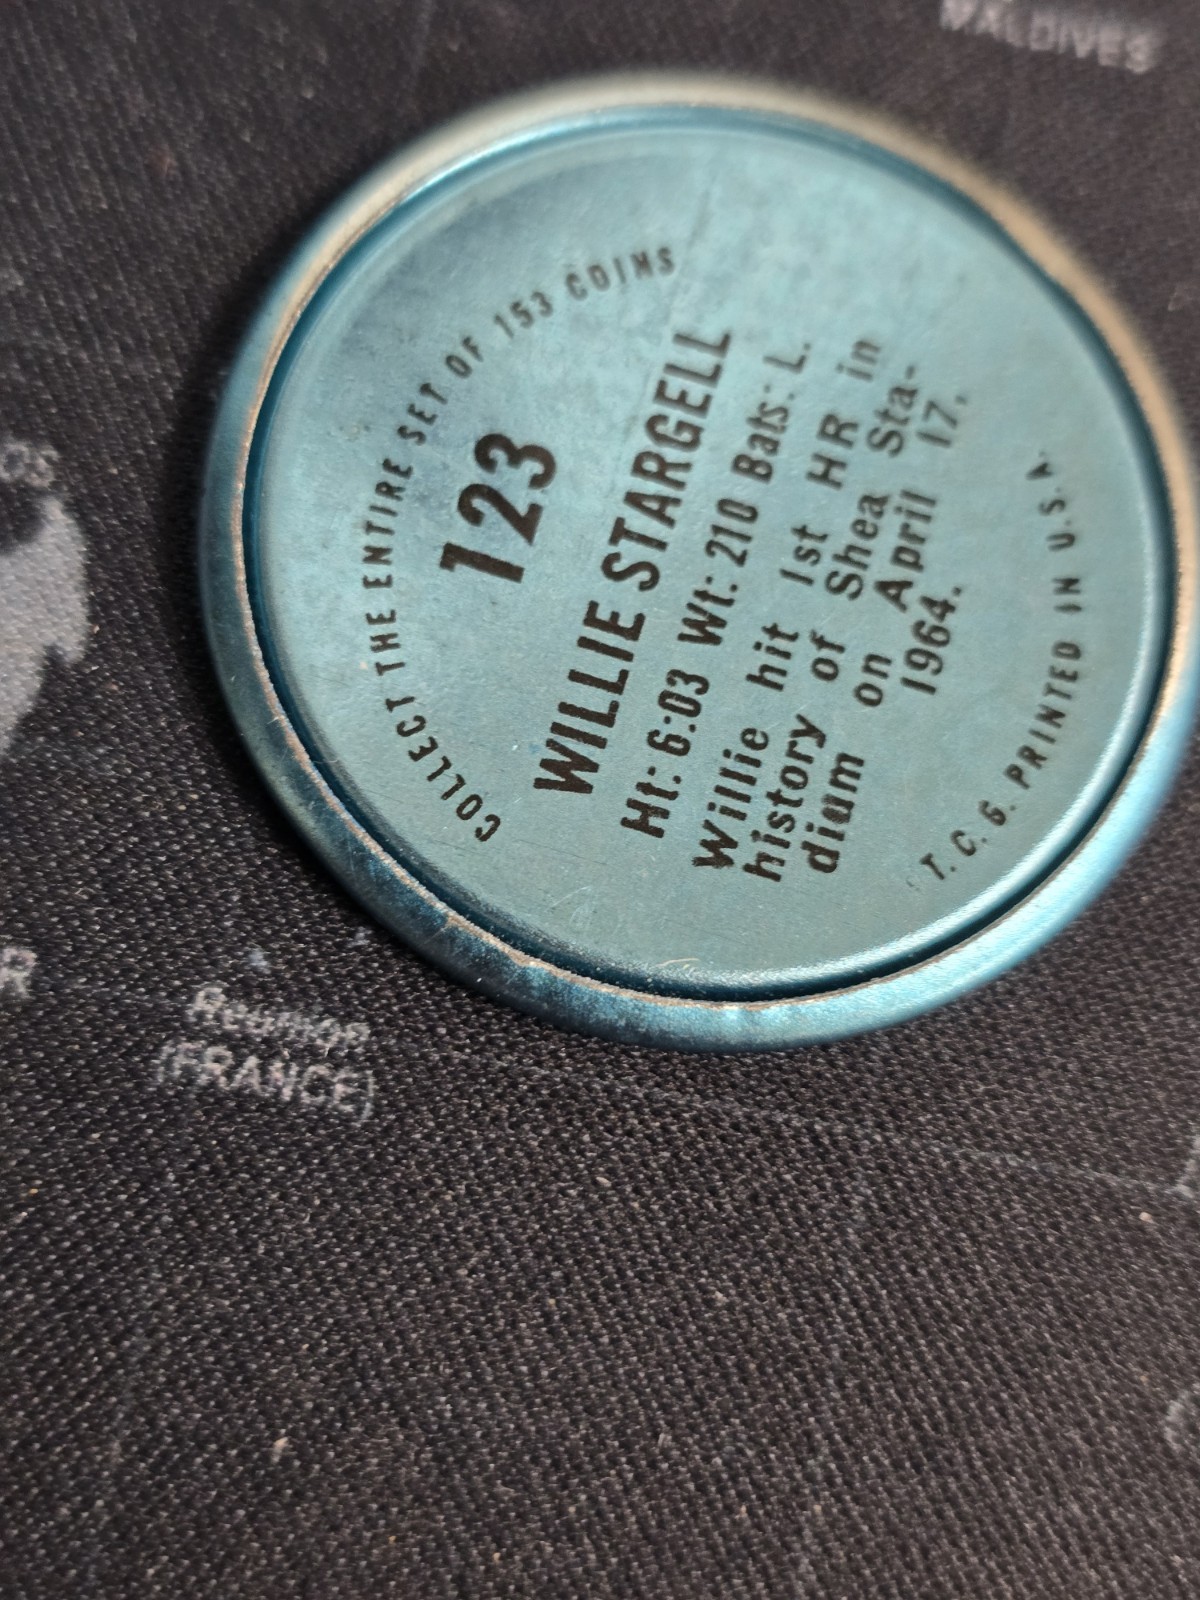 MALDIVES
COLLECT THE ENTIRE SET OF 153 COINS
123
WILLIE STARGELL
Ht: 6:03 Wt: 210 Bats: L.
Willie hit 1st HR in
history of Shea Sta-
dium on April 17,
1964.
T. C. G. PRINTED IN U.S.A.
Reunion
(FRANCE)